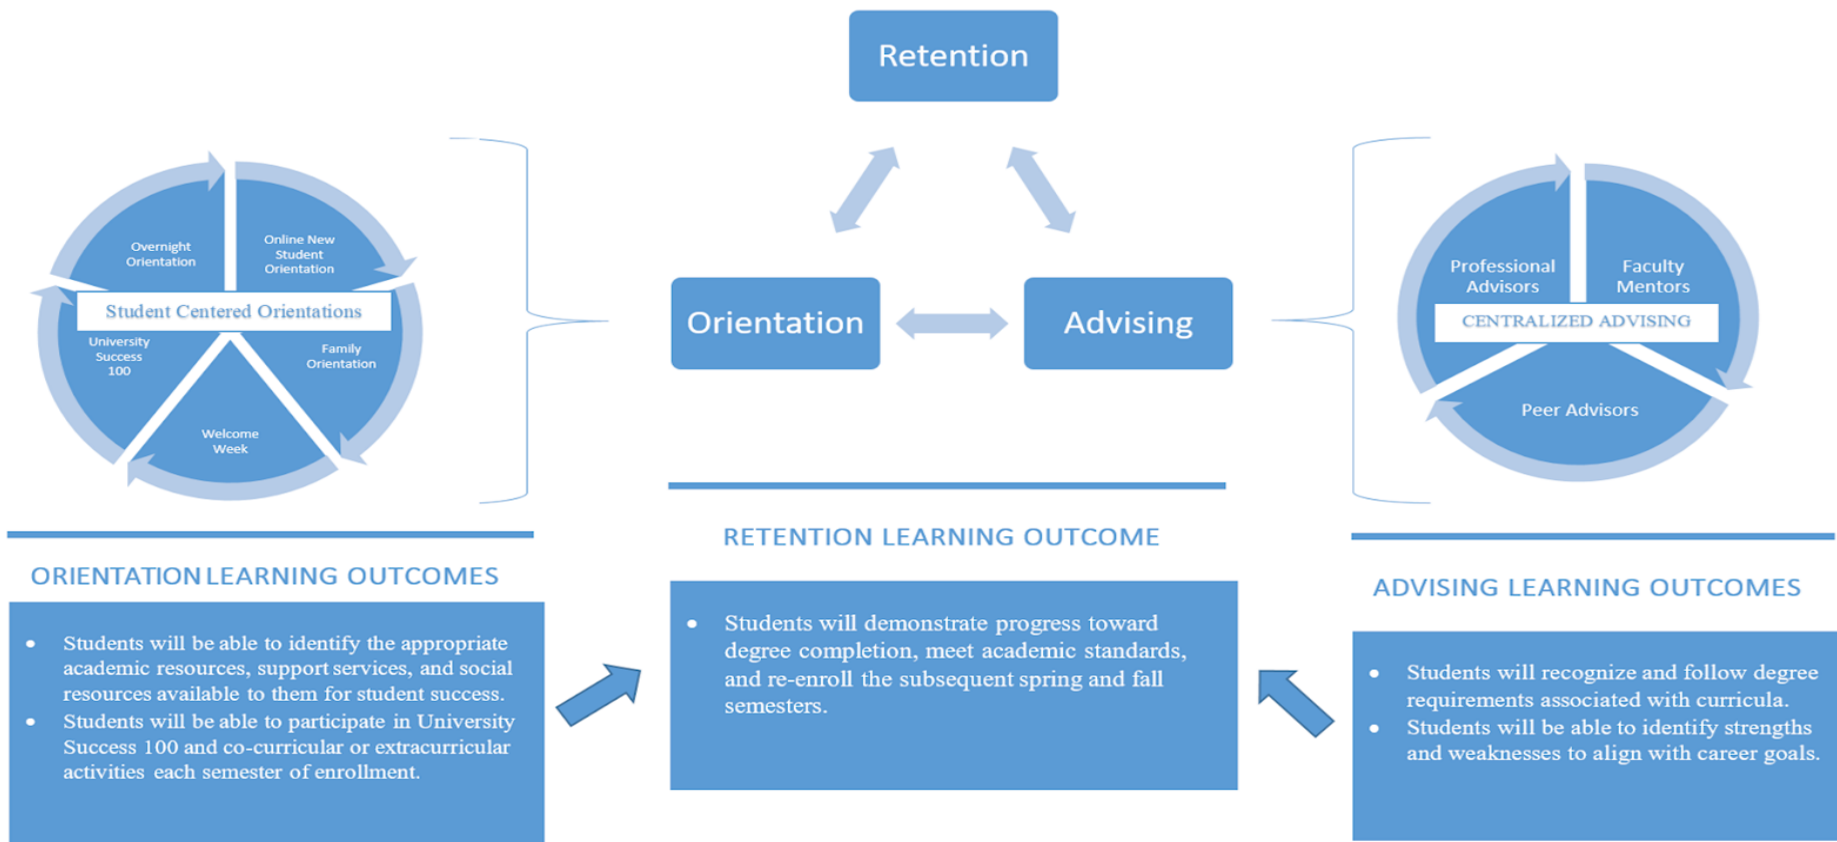 Retention
Orientation
Advising
Overnight
Orientation
Online New
Student
Orientation
Student Centered Orientations
University
Success
100
Family
Orientation
Welcome
Week
Professional
Advisors
Faculty
Mentors
CENTRALIZED ADVISING
Peer Advisors
ORIENTATION LEARNING OUTCOMES
• Students will be able to identify the appropriate
academic resources, support services, and social
resources available to them for student success.
• Students will be able to participate in University
Success 100 and co-curricular or extracurricular
activities each semester of enrollment.
RETENTION LEARNING OUTCOME
• Students will demonstrate progress toward
degree completion, meet academic standards,
and re-enroll the subsequent spring and fall
semesters.
ADVISING LEARNING OUTCOMES
• Students will recognize and follow degree
requirements associated with curricula.
• Students will be able to identify strengths
and weaknesses to align with career goals.